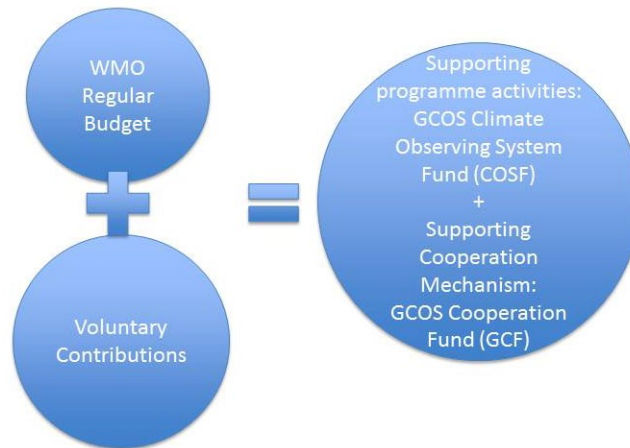 WMO
Regular
Budget
+
Voluntary
Contributions
=
Supporting
programme activities:
GCOS Climate
Observing System
Fund (COSF)
+
Supporting
Cooperation
Mechanism:
GCOS Cooperation
Fund (GCF)